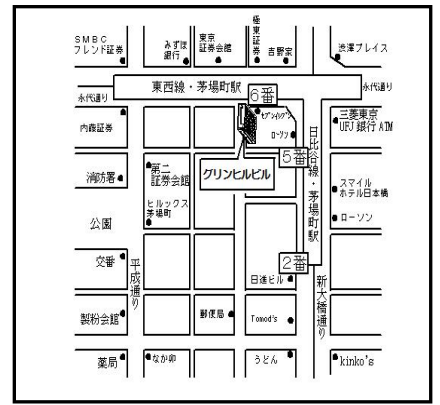 SMBC
フレンド証券
みずほ
銀行
東京
証券会館
極東証券
吉野家
渋澤プレイス
東西線・茅場町駅
永代通り
永代通り
6番
内藤証券
セブンイレブン
ローソン
三菱東京
UFJ銀行ATM
5番
日比谷線・茅場町駅
消防署
第二
証券会館
グリンヒルビル
スマイル
ホテル日本橋
ヒルックス
茅場町
ローソン
公園
交番
平成通り
2番
日進ビル
新大橋通り
製粉会館
郵便局
Tomod's
薬局
なか卯
うどん
kinko's